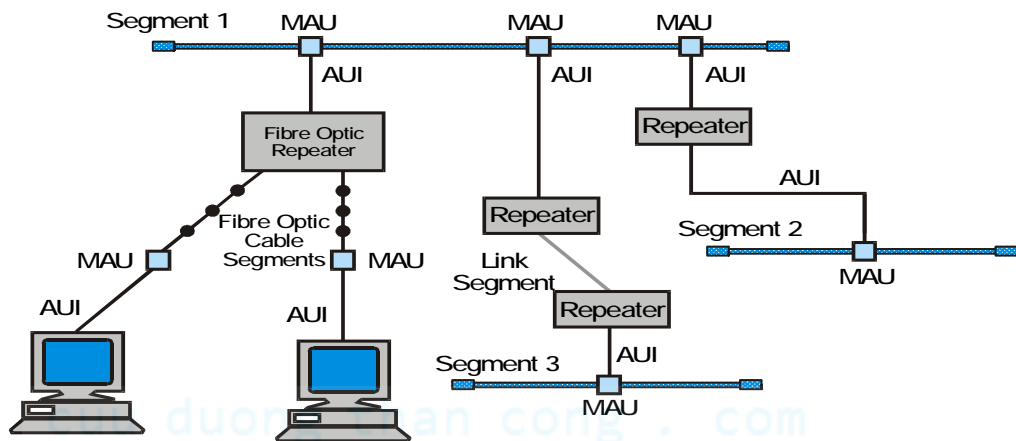 Segment 1
MAU
MAU
MAU
AUI
AUI
AUI
Fibre Optic
Repeater
Repeater
AUI
Repeater
Fibre Optic
Cable
Segments
Segment 2
MAU
MAU
Link
Segment
MAU
AUI
AUI
Repeater
AUI
Segment 3
MAU
cuu duong than cong . com